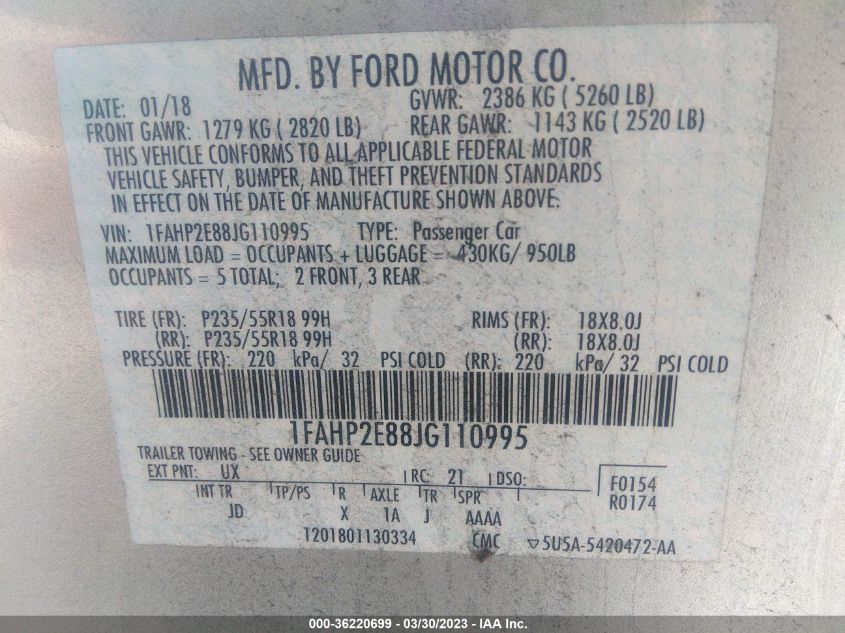 MFD. BY FORD MOTOR CO.
DATE: 01/18 GVWR: 2386 KG ( 5260 LB)
FRONT GAWR: 1279 KG ( 2820 LB) REAR GAWR: 1143 KG ( 2520 LB)
THIS VEHICLE CONFORMS TO ALL APPLICABLE FEDERAL MOTOR
VEHICLE SAFETY, BUMPER, AND THEFT PREVENTION STANDARDS
IN EFFECT ON THE DATE OF MANUFACTURE SHOWN ABOVE.
VIN: 1FAHP2E88JG110995 TYPE: Passenger Car
MAXIMUM LOAD = OCCUPANTS + LUGGAGE = 430KG/ 950LB
OCCUPANTS = 5 TOTAL; 2 FRONT, 3 REAR
TIRE (FR): P235/55R18 99H RIMS (FR): 18X8.0J
(RR): P235/55R18 99H (RR): 18X8.0J
PRESSURE (FR): 220 kPa/ 32 PSI COLD (RR): 220 kPa/ 32 PSI COLD
1FAHP2E88JG110995
TRAILER TOWING - SEE OWNER GUIDE
EXT PNT: UX RC: 21 DSO: F0154
INT TR TP/PS R AXLE TR SPR R0174
JD X 1A J AAAA
1201801130334 CMC ▽5U5A-5420472-AA
000-36220699 - 03/30/2023 - IAA Inc.